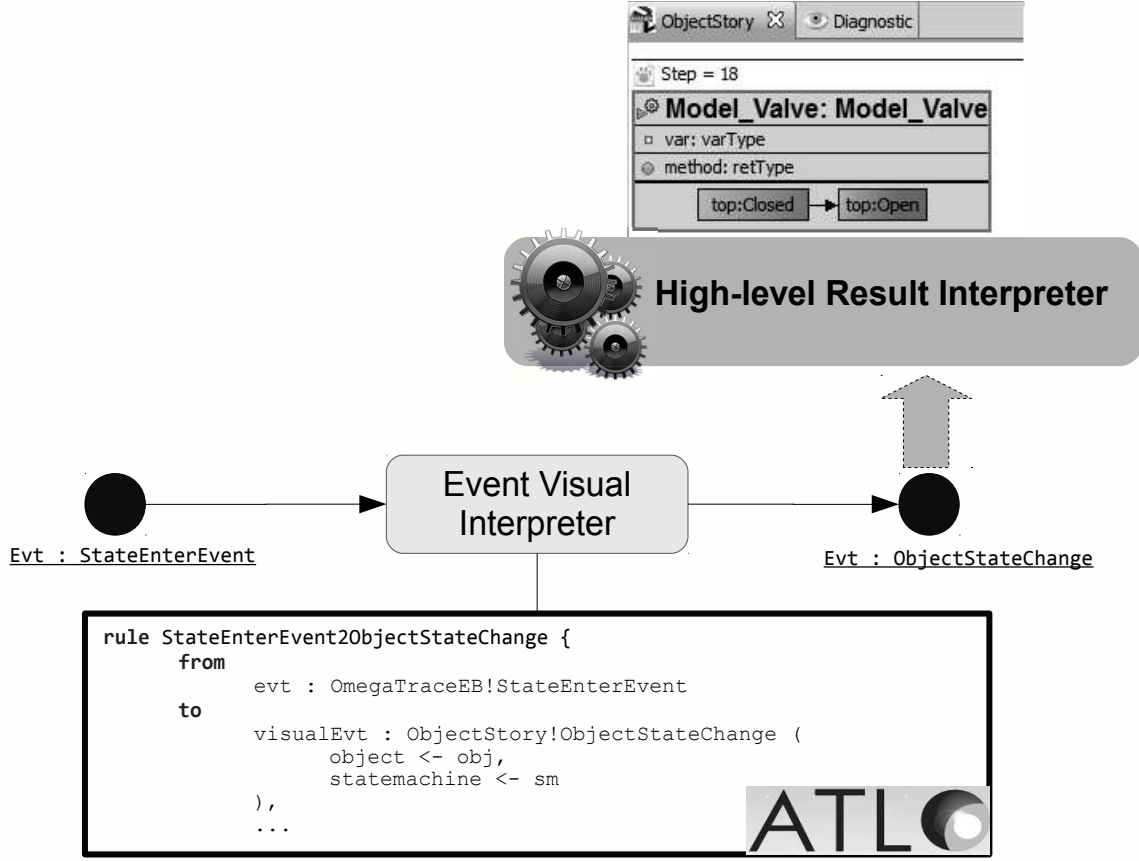 ObjectStory Diagnostic
Step = 18
Model_Valve: Model_Valve
var: varType
method: retType
top:Closed top:Open
High-level Result Interpreter
Event Visual
Interpreter
Evt : StateEnterEvent
Evt : ObjectStateChange
rule StateEnterEvent2ObjectStateChange {
from
evt : OmegaTraceEB!StateEnterEvent
to
visualEvt : ObjectStory!ObjectStateChange (
object <- obj,
statemachine <- sm
),
...
ATL